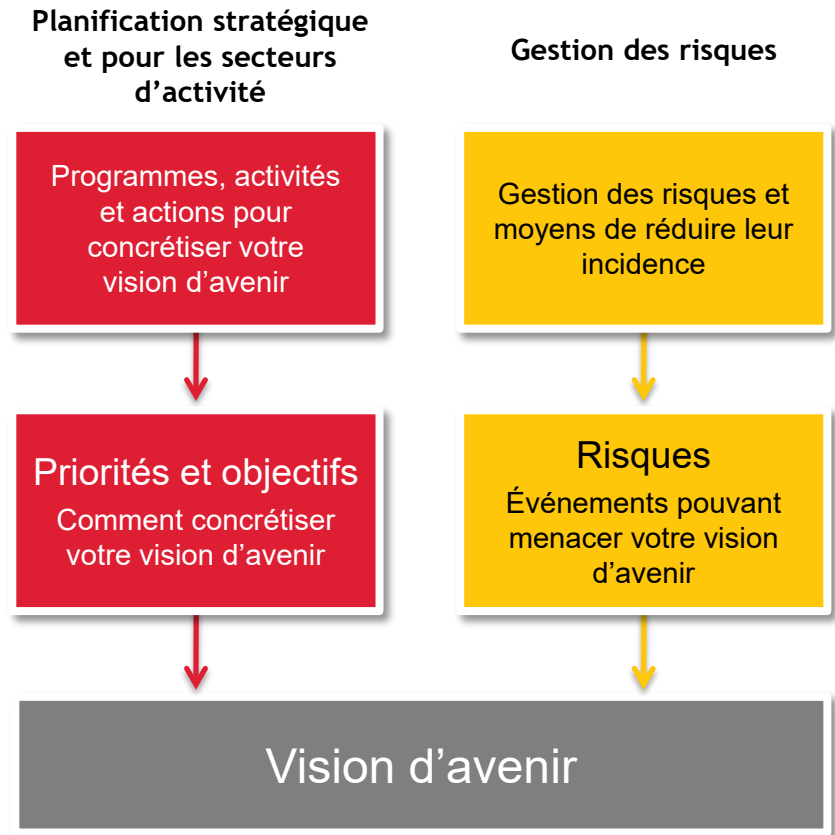 Planification stratégique
et pour les secteurs
d'activité
Programmes, activités
et actions pour
concrétiser votre
vision d'avenir
Priorités et objectifs
Comment concrétiser
votre vision d'avenir
Gestion des risques
Gestion des risques et
moyens de réduire leur
incidence
Risques
Événements pouvant
menacer votre vision
d'avenir
Vision d'avenir